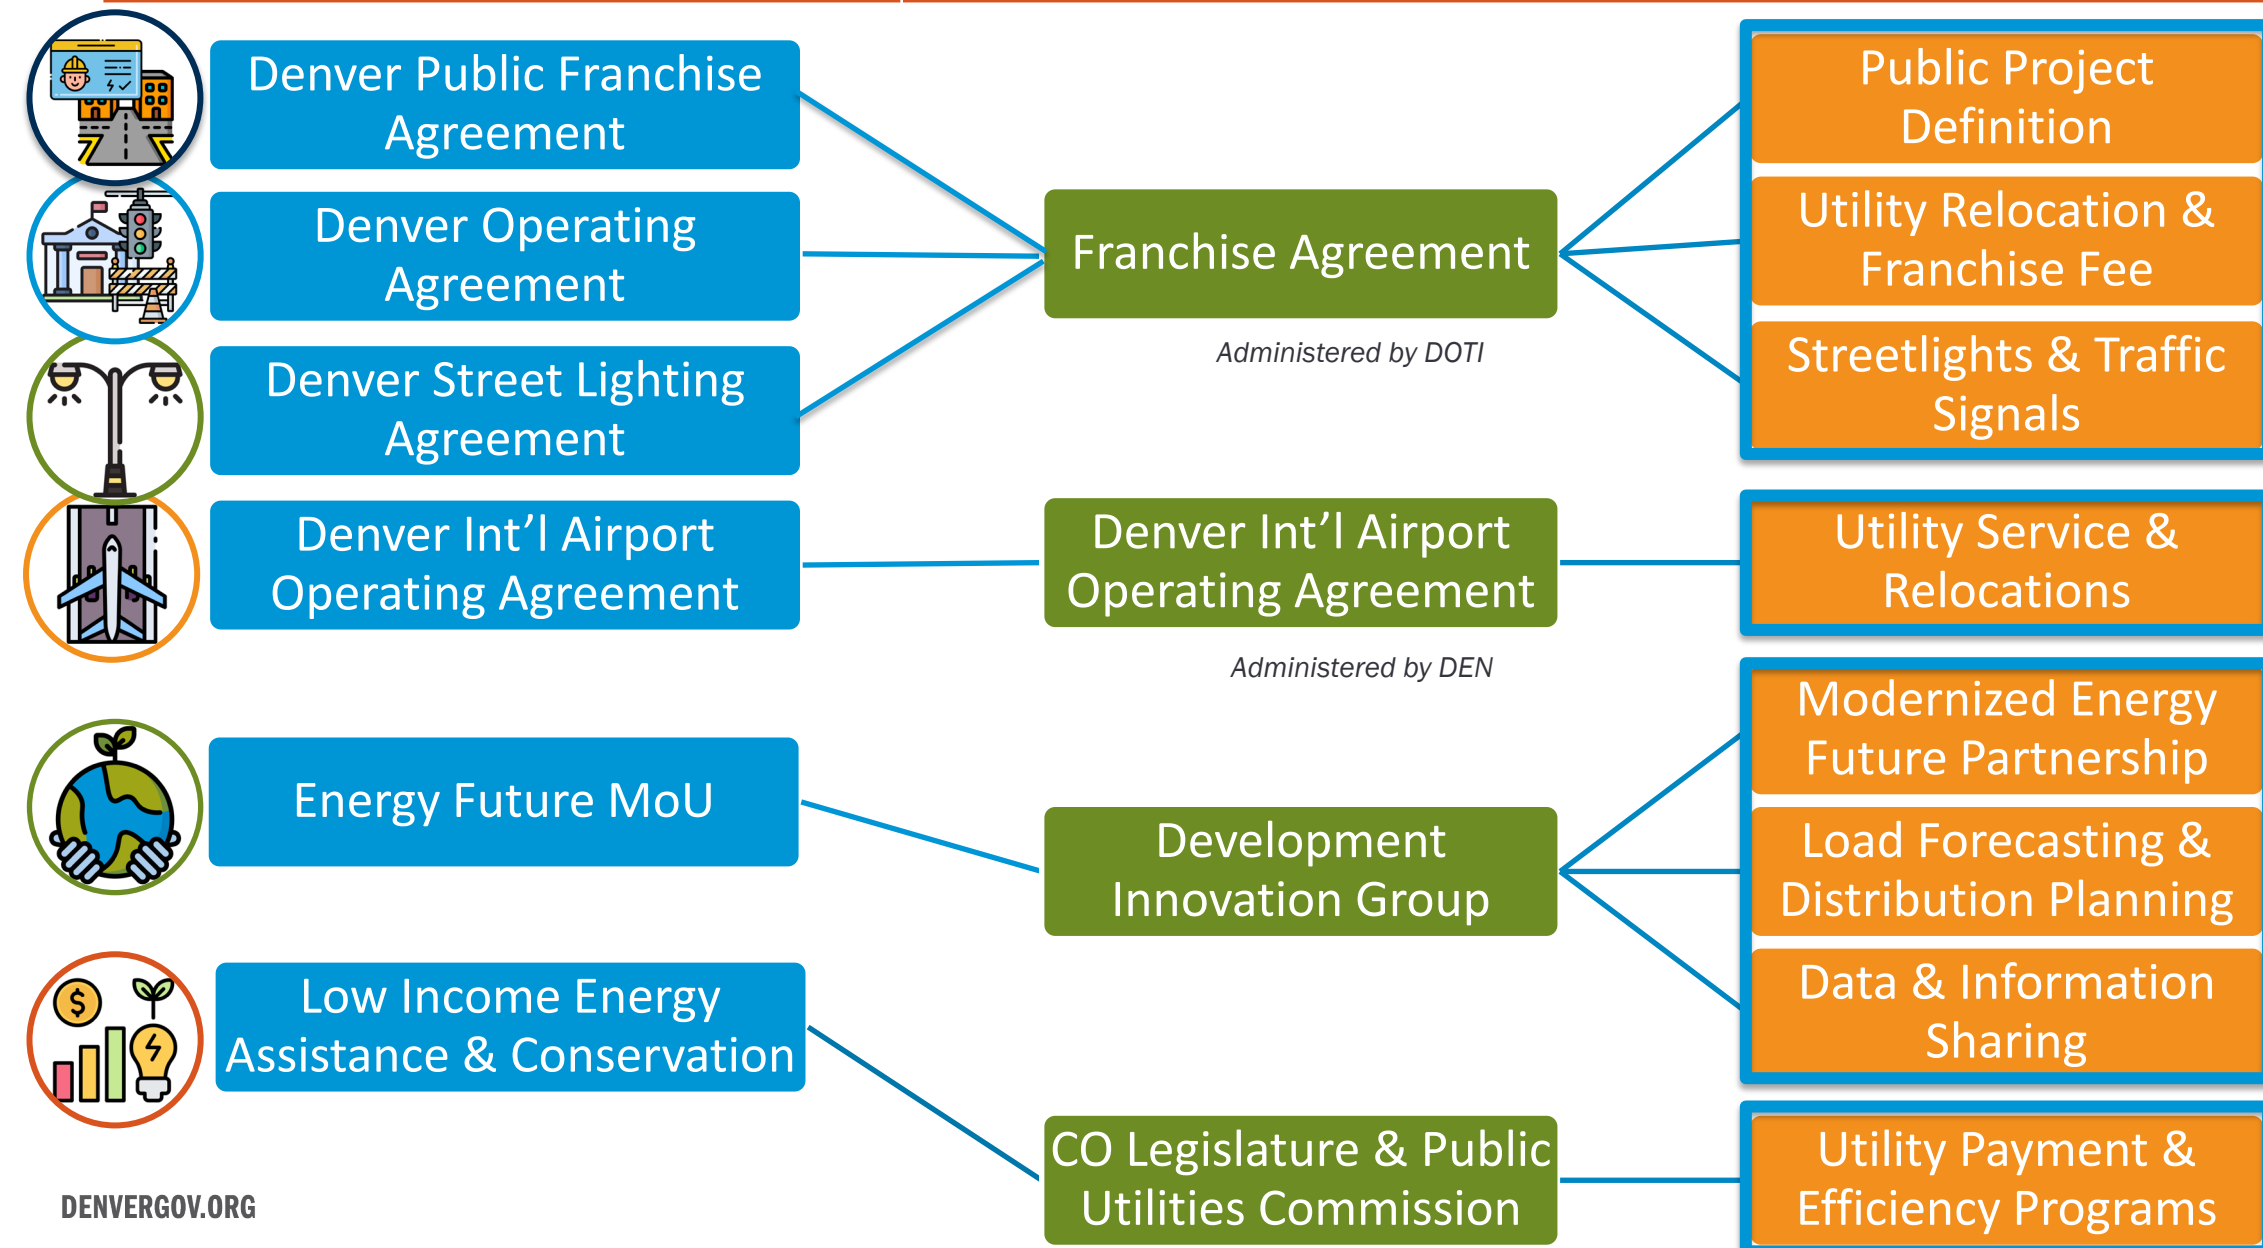 Denver Public Franchise
Agreement
Denver Operating
Agreement
Denver Street Lighting
Agreement
Denver Int’l Airport
Operating Agreement
Energy Future MoU
Low Income Energy
Assistance & Conservation
Franchise Agreement
Administered by DOTI
Denver Int’l Airport
Operating Agreement
Administered by DEN
Development
Innovation Group
CO Legislature & Public
Utilities Commission
Public Project
Definition
Utility Relocation &
Franchise Fee
Streetlights & Traffic
Signals
Utility Service &
Relocations
Modernized Energy
Future Partnership
Load Forecasting &
Distribution Planning
Data & Information
Sharing
Utility Payment &
Efficiency Programs
DENVERGOV.ORG